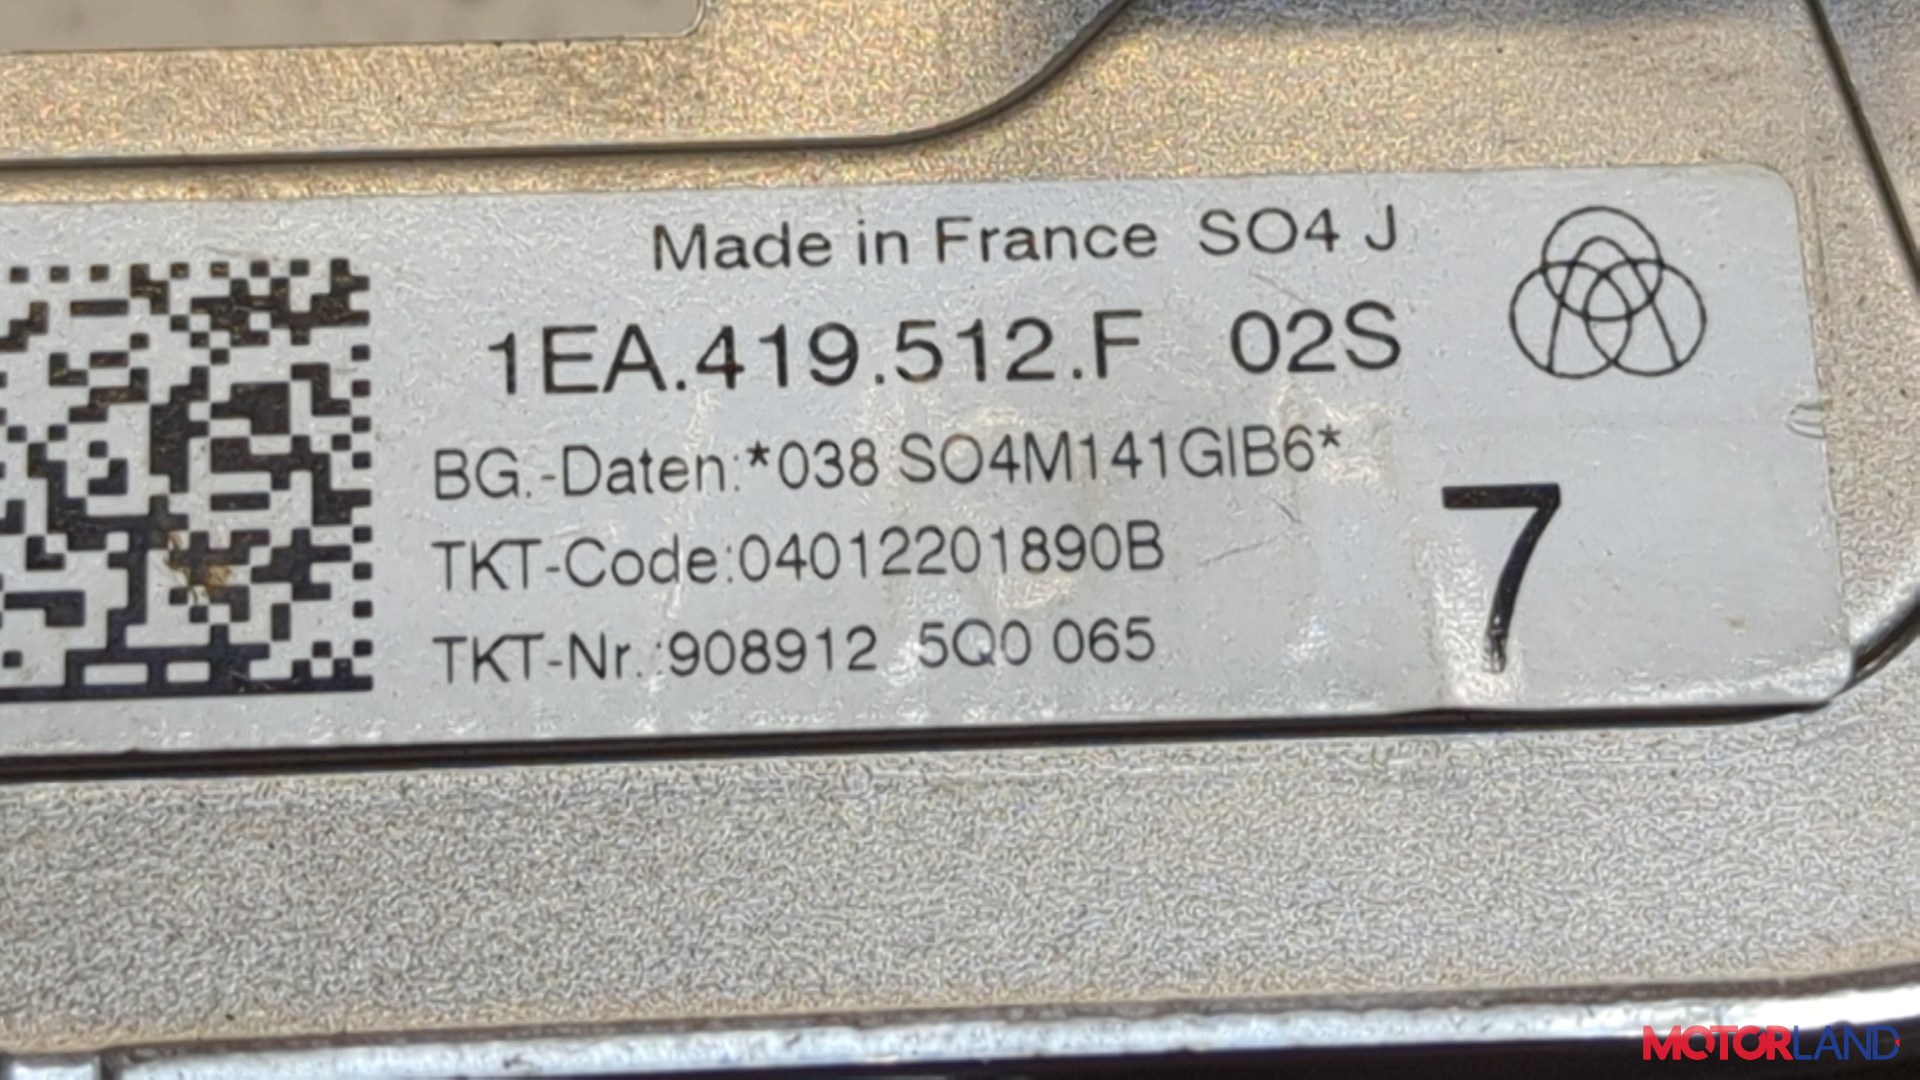 Made in France SO4 J
1EA.419.512.F 02S
BG.-Daten:*038 SO4M141GIB6*
TKT-Code:04012201890B
TKT-Nr.:908912 5Q0 065
7
MOTORLAND